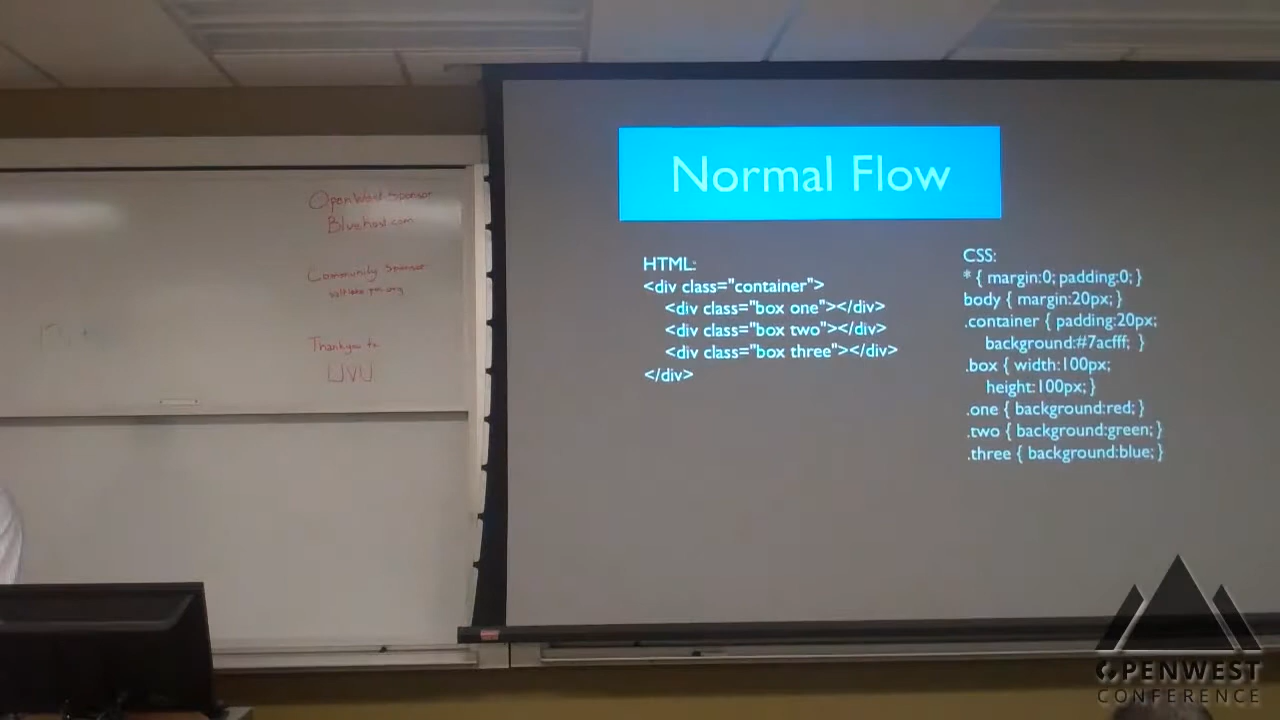 OpenWest Sponsor
Bluehost.com
Community Sponsor
Thankyou to
UVU
Normal Flow
HTML:
<div class="container">
<div class="box one"></div>
<div class="box two"></div>
<div class="box three"></div>
</div>
CSS:
* { margin:0; padding:0; }
body { margin:20px; }
.container { padding:20px;
background:#7acfff; }
.box { width:100px;
height:100px; }
.one { background:red; }
.two { background:green; }
.three { background:blue; }
OPENWEST
CONFERENCE